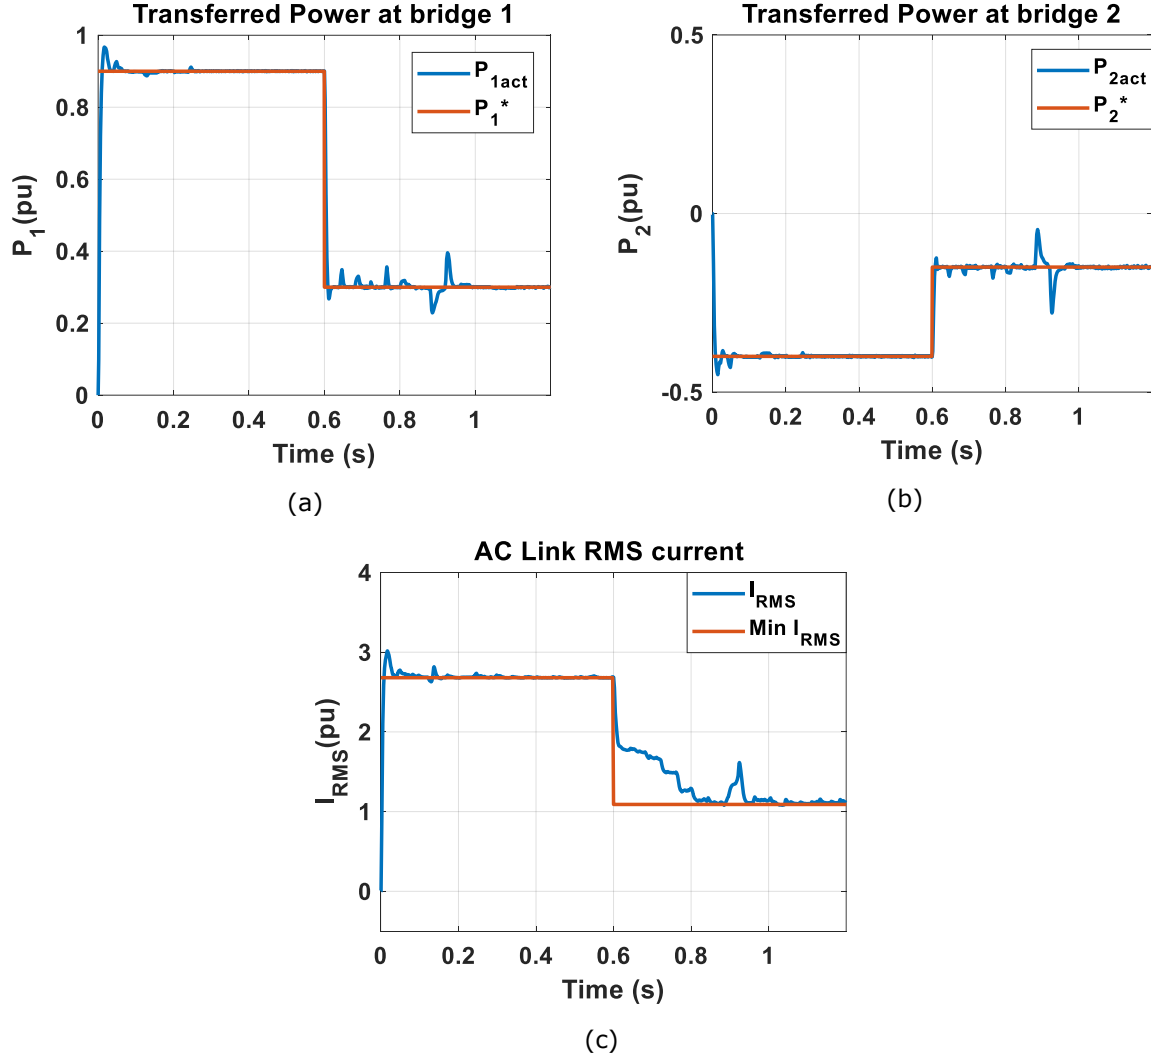 Transferred Power at bridge 1
P1(pu)
1
0.8
0.6
0.4
0.2
0
P1act
P1*
0 0.2 0.4 0.6 0.8 1
Time (s)
(a)
Transferred Power at bridge 2
P2(pu)
0.5
0
-0.5
P2act
P2*
0 0.2 0.4 0.6 0.8 1
Time (s)
(b)
AC Link RMS current
IRMS(pu)
4
3
2
1
0
IRMS
Min IRMS
0 0.2 0.4 0.6 0.8 1
Time (s)
(c)